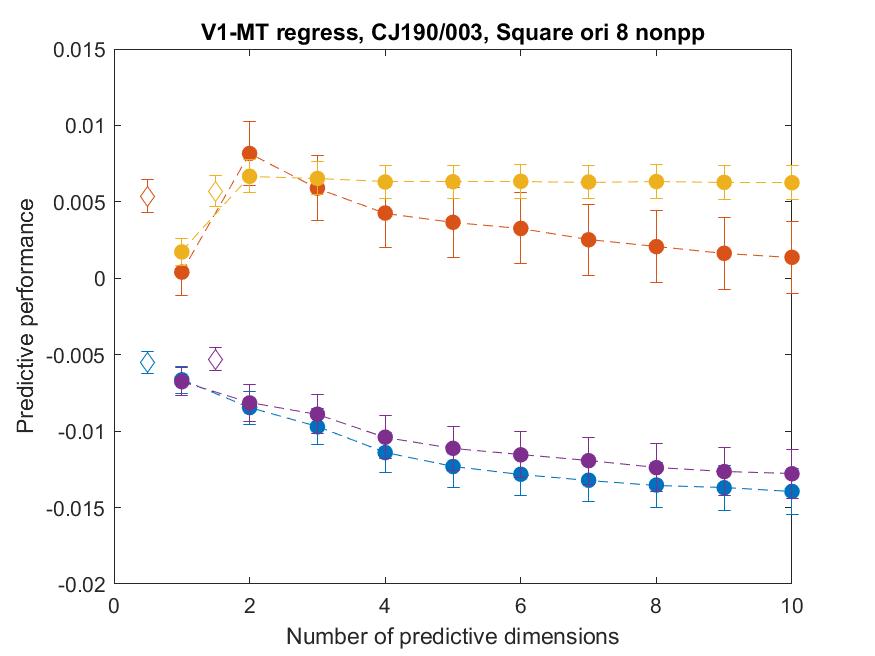 V1-MT regress, CJ190/003, Square ori 8 nonpp
0.015
0.01
0.005
0
-0.005
-0.01
-0.015
-0.02
Predictive performance
0 2 4 6 8 10
Number of predictive dimensions